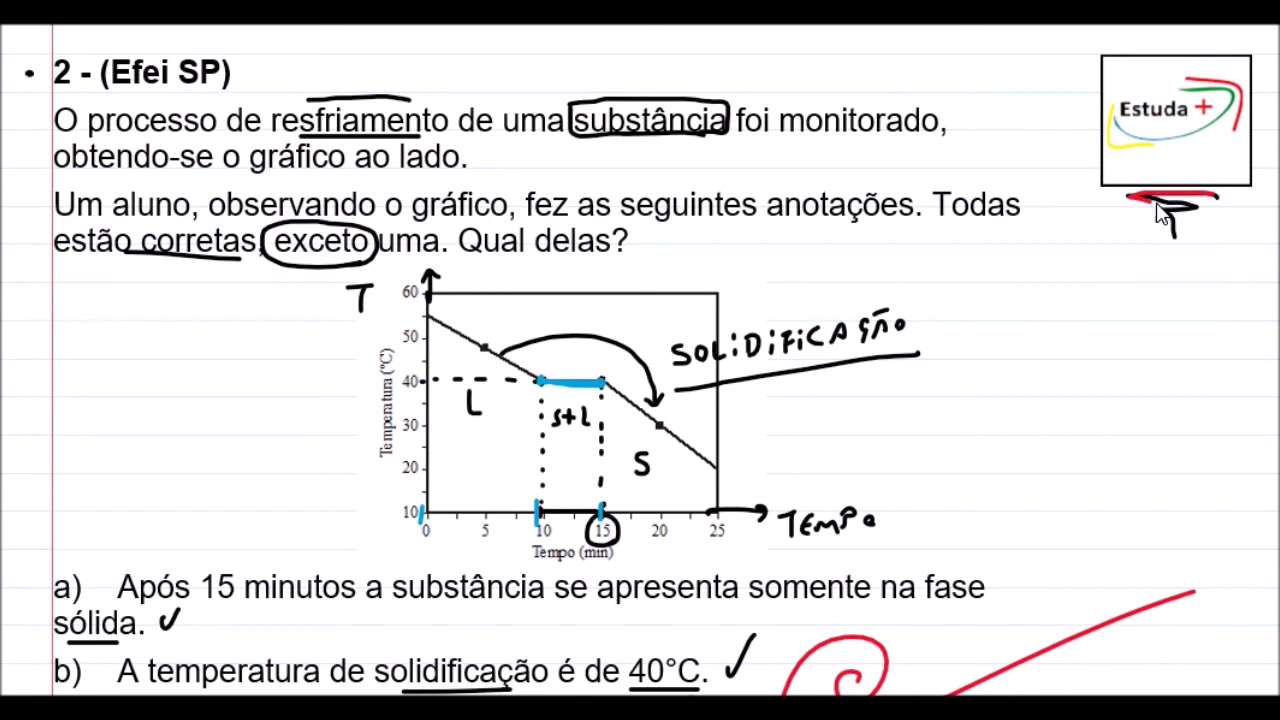 • 2 - (Efei SP)
O processo de resfriamento de uma substância foi monitorado,
obtendo-se o gráfico ao lado.
Estuda +
Um aluno, observando o gráfico, fez as seguintes anotações. Todas
estão corretas, exceto uma. Qual delas?
T
60
50
40
30
20
10
Temperatura (°C)
L
S+L
S
SOLIDIFICAÇÃO
0 5 10 15 20 25
Tempo (min)
TEMPO
a) Após 15 minutos a substância se apresenta somente na fase
sólida. ✓
b) A temperatura de solidificação é de 40°C. ✓